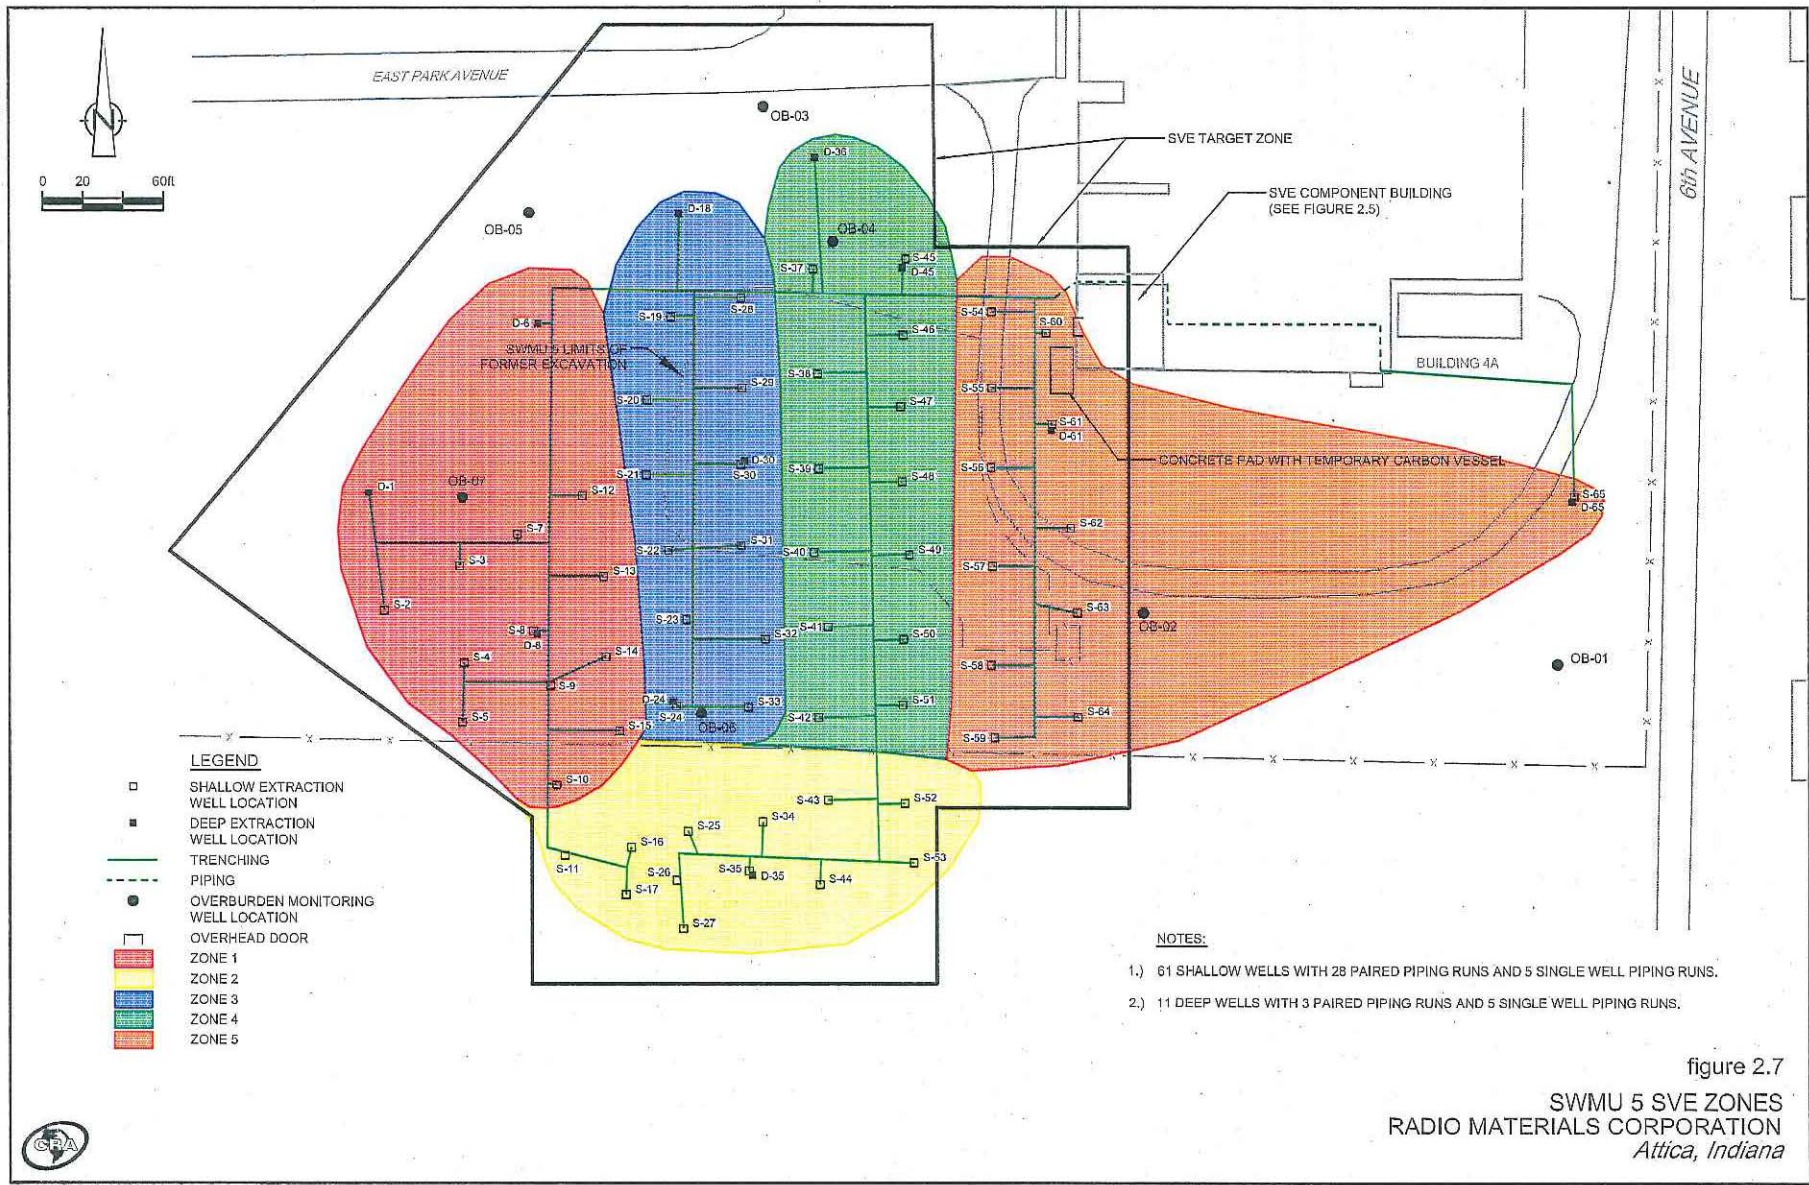 EAST PARK AVENUE
6th AVENUE
N
0 20 60ft
OB-03
OB-05
SVE TARGET ZONE
SVE COMPONENT BUILDING
(SEE FIGURE 2.5)
D-36
D-18
OB-04
S-45
D-45
S-37
S-28
D-6
S-19
S-46
S-54
S-60
SWMU 5 LIMITS OF
FORMER EXCAVATION
BUILDING 4A
S-38
S-29
S-55
S-20
S-47
S-61
D-61
CONCRETE PAD WITH TEMPORARY CARBON VESSEL
D-30
S-30
S-21
S-39
S-56
S-48
D-1
OB-07
S-12
S-65
D-65
S-7
S-62
S-3
S-22
S-31
S-40
S-49
S-57
S-13
S-2
S-63
OB-02
S-8
D-8
S-23
S-41
S-32
S-50
S-14
S-4
S-58
OB-01
S-9
D-24
S-24
S-33
OB-06
S-42
S-51
S-64
S-5
S-15
S-59
S-10
S-43
S-52
S-34
S-25
S-16
S-11
S-53
S-26
S-35
D-35
S-44
S-17
S-27
LEGEND
SHALLOW EXTRACTION
WELL LOCATION
DEEP EXTRACTION
WELL LOCATION
TRENCHING
PIPING
OVERBURDEN MONITORING
WELL LOCATION
OVERHEAD DOOR
ZONE 1
ZONE 2
ZONE 3
ZONE 4
ZONE 5
NOTES:
1.) 61 SHALLOW WELLS WITH 28 PAIRED PIPING RUNS AND 5 SINGLE WELL PIPING RUNS.
2.) 11 DEEP WELLS WITH 3 PAIRED PIPING RUNS AND 5 SINGLE WELL PIPING RUNS.
figure 2.7
SWMU 5 SVE ZONES
RADIO MATERIALS CORPORATION
Attica, Indiana
CRA